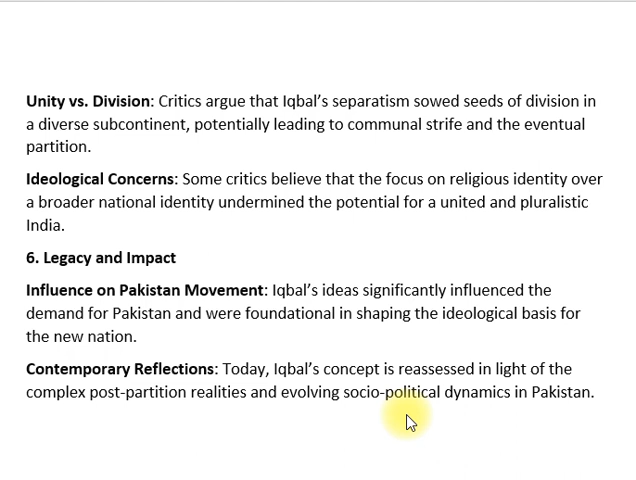 Unity vs. Division: Critics argue that Iqbal's separatism sowed seeds of division in
a diverse subcontinent, potentially leading to communal strife and the eventual
partition.
Ideological Concerns: Some critics believe that the focus on religious identity over
a broader national identity undermined the potential for a united and pluralistic
India.
6. Legacy and Impact
Influence on Pakistan Movement: Iqbal's ideas significantly influenced the
demand for Pakistan and were foundational in shaping the ideological basis for
the new nation.
Contemporary Reflections: Today, Iqbal's concept is reassessed in light of the
complex post-partition realities and evolving socio-political dynamics in Pakistan.